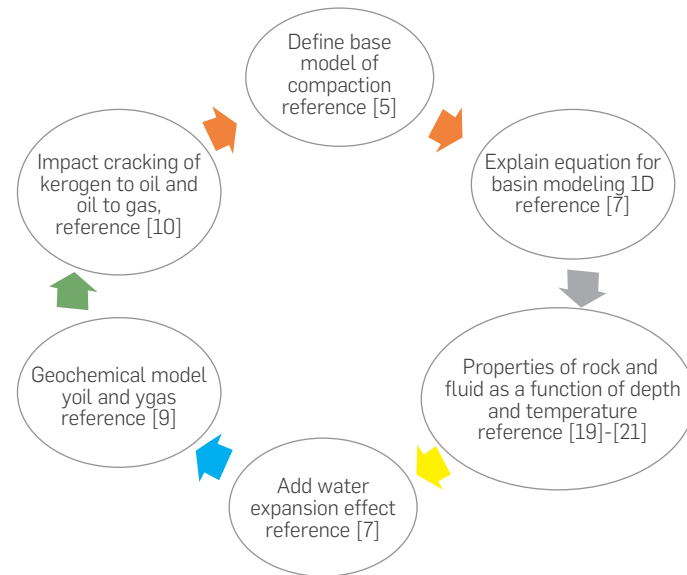 Define base
model of
compaction
reference [5]
Explain equation for
basin modeling 1D
reference [7]
Properties of rock and
fluid as a function of depth
and temperature
reference [19]-[21]
Add water
expansion effect
reference [7]
Geochemical model
yoil and ygas
reference [9]
Impact cracking of
kerogen to oil and
oil to gas,
reference [10]